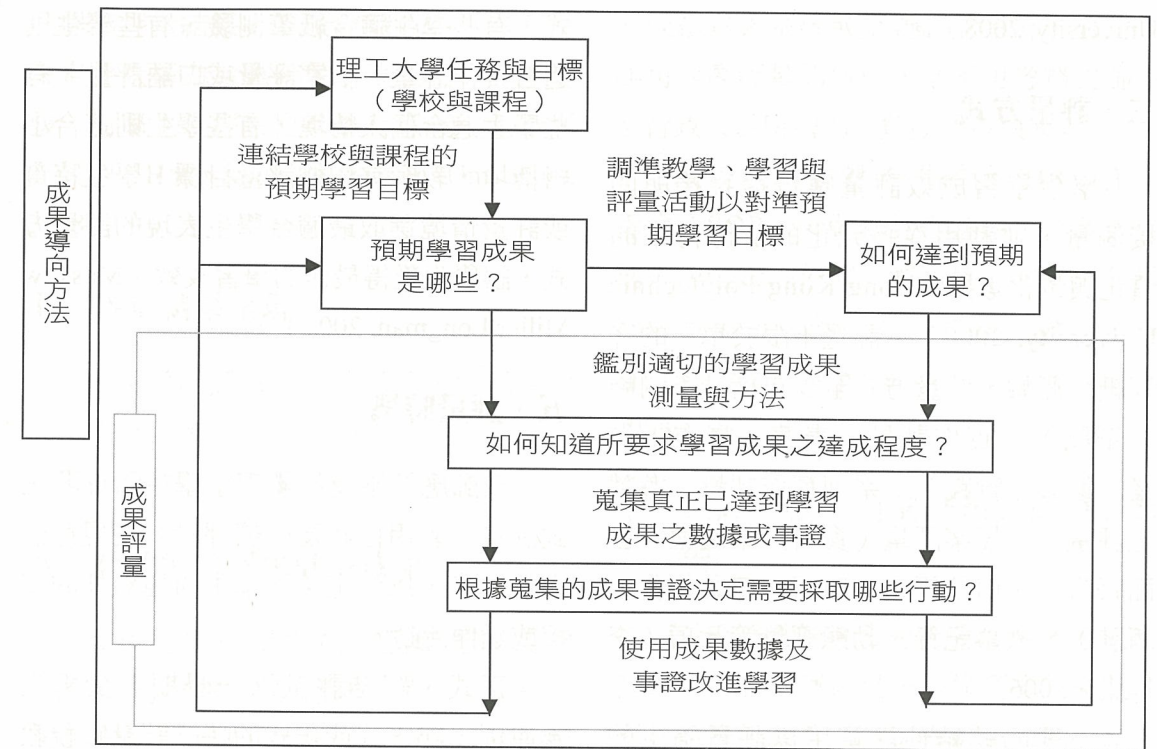 理工大學任務與目標
（學校與課程）
連結學校與課程的
預期學習目標
調準教學、學習與
評量活動以對準預
期學習目標
成果導向方法
預期學習成果
是哪些？
如何達到預期
的成果？
鑑別適切的學習成果
測量與方法
如何知道所要求學習成果之達成程度？
成果評量
蒐集真正已達到學習
成果之數據或事證
根據蒐集的成果事證決定需要採取哪些行動？
使用成果數據及
事證改進學習